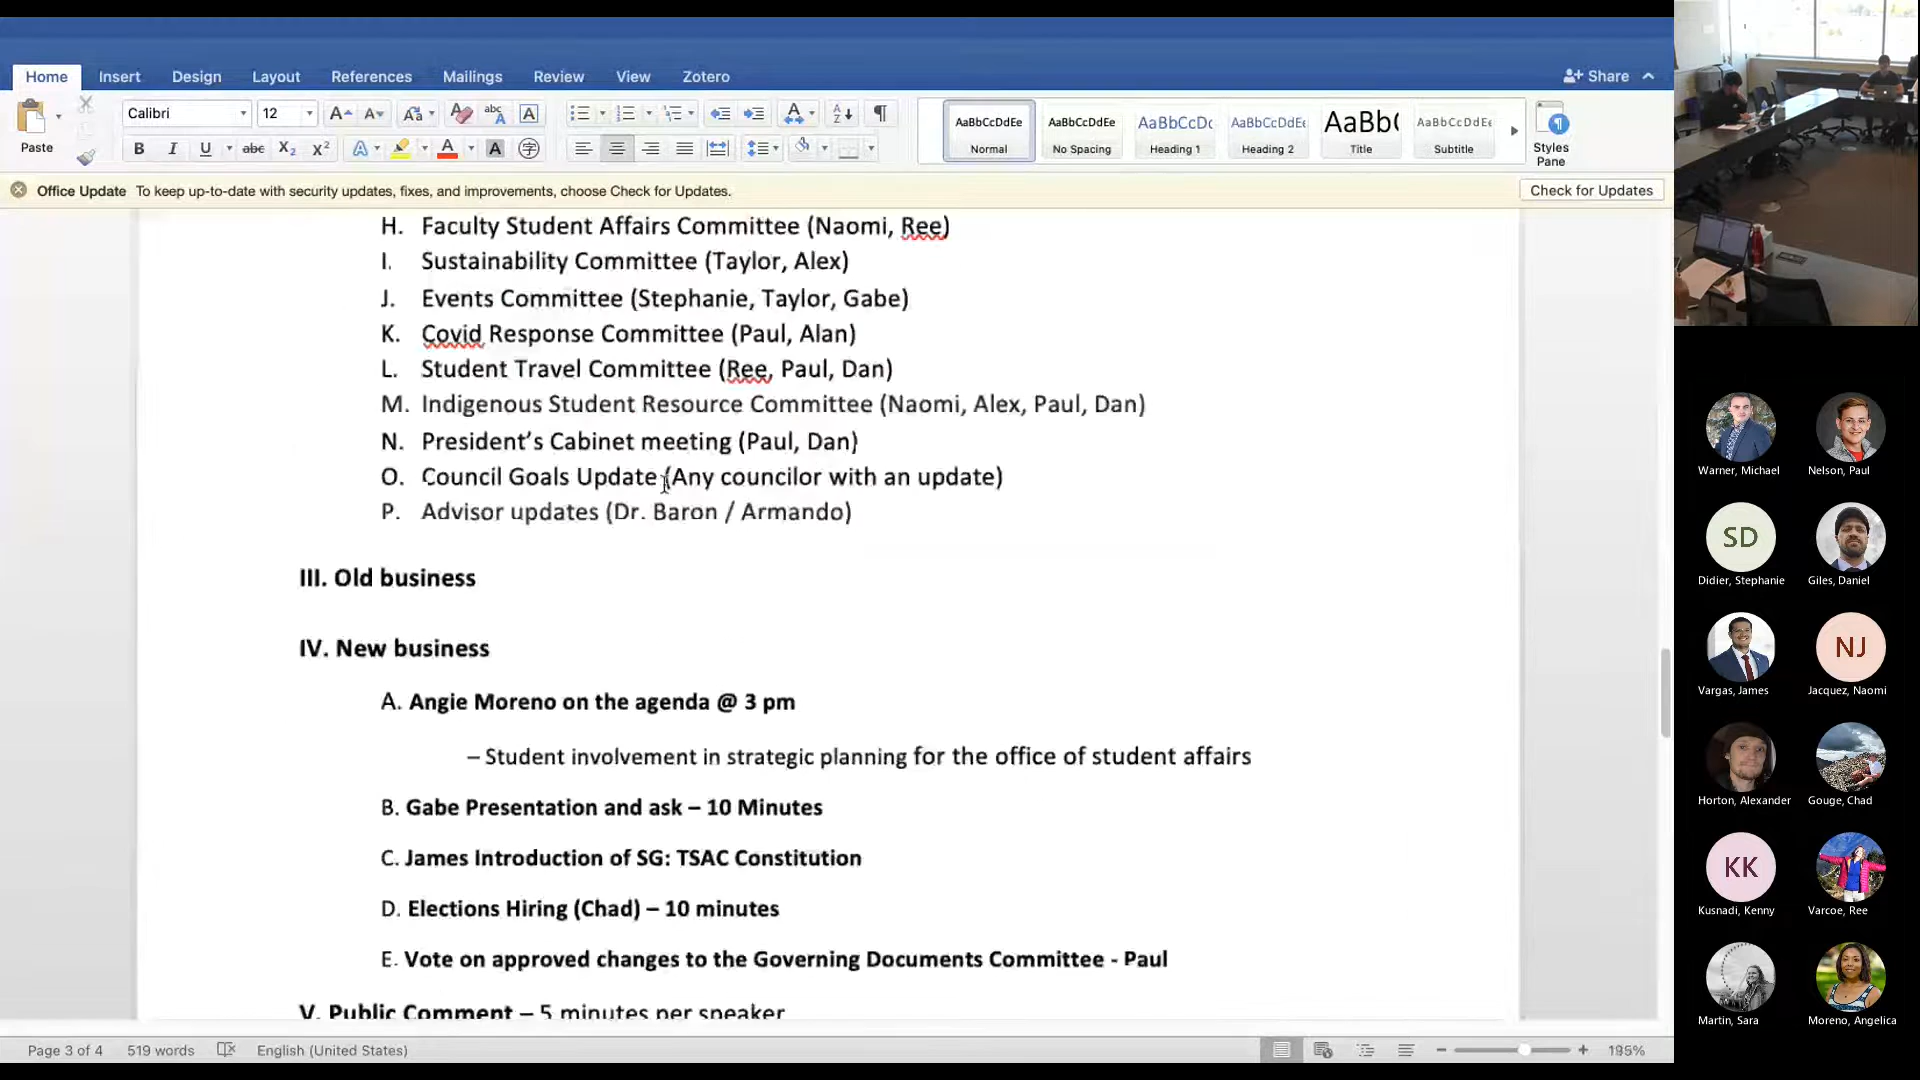 Home Insert Design Layout References Mailings Review View Zotero Share
Calibri 12
Paste
AaBbCcDdEe AaBbCcDdEe AaBbCcDc AaBbCcDdEe AaBb( AaBbCcDdEe
Normal No Spacing Heading 1 Heading 2 Title Subtitle
Styles Pane
Office Update To keep up-to-date with security updates, fixes, and improvements, choose Check for Updates. Check for Updates
H. Faculty Student Affairs Committee (Naomi, Ree)
I. Sustainability Committee (Taylor, Alex)
J. Events Committee (Stephanie, Taylor, Gabe)
K. Covid Response Committee (Paul, Alan)
L. Student Travel Committee (Ree, Paul, Dan)
M. Indigenous Student Resource Committee (Naomi, Alex, Paul, Dan)
N. President’s Cabinet meeting (Paul, Dan)
O. Council Goals Update (Any councilor with an update)
P. Advisor updates (Dr. Baron / Armando)
III. Old business
IV. New business
A. Angie Moreno on the agenda @ 3 pm
– Student involvement in strategic planning for the office of student affairs
B. Gabe Presentation and ask – 10 Minutes
C. James Introduction of SG: TSAC Constitution
D. Elections Hiring (Chad) – 10 minutes
E. Vote on approved changes to the Governing Documents Committee - Paul
V. Public Comment – 5 minutes per speaker
Page 3 of 4 519 words English (United States)
Warner, Michael Nelson, Paul
SD
Didier, Stephanie Giles, Daniel
NJ
Vargas, James Jacquez, Naomi
Horton, Alexander Gouge, Chad
KK
Kusnadi, Kenny Varcoe, Ree
Martin, Sara Moreno, Angelica